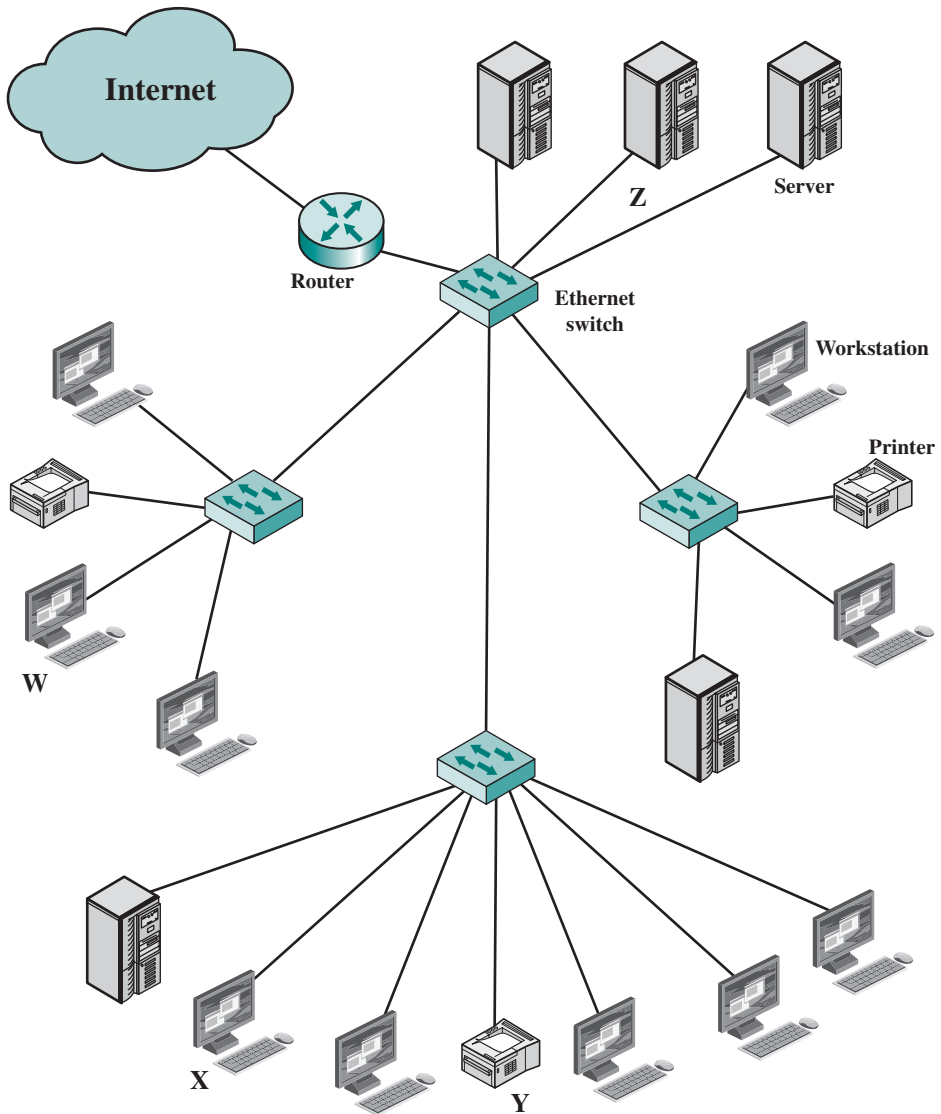 Internet
Z
Server
Router
Ethernet
switch
Workstation
Printer
W
X
Y